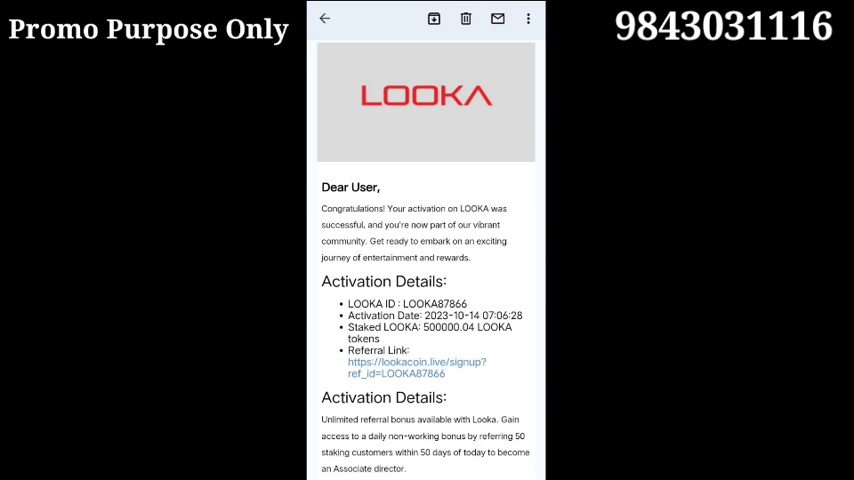 Promo Purpose Only
9843031116
LOOKA
Dear User,
Congratulations! Your activation on LOOKA was
successful, and you're now part of our vibrant
community. Get ready to embark on an exciting
journey of entertainment and rewards.
Activation Details:
• LOOKA ID : LOOKA87866
• Activation Date: 2023-10-14 07:06:28
• Staked LOOKA: 500000.04 LOOKA
tokens
• Referral Link:
https://lookacoin.live/signup?
ref_id=LOOKA87866
Activation Details:
Unlimited referral bonus available with Looka. Gain
access to a daily non-working bonus by referring 50
staking customers within 50 days of today to become
an Associate director.